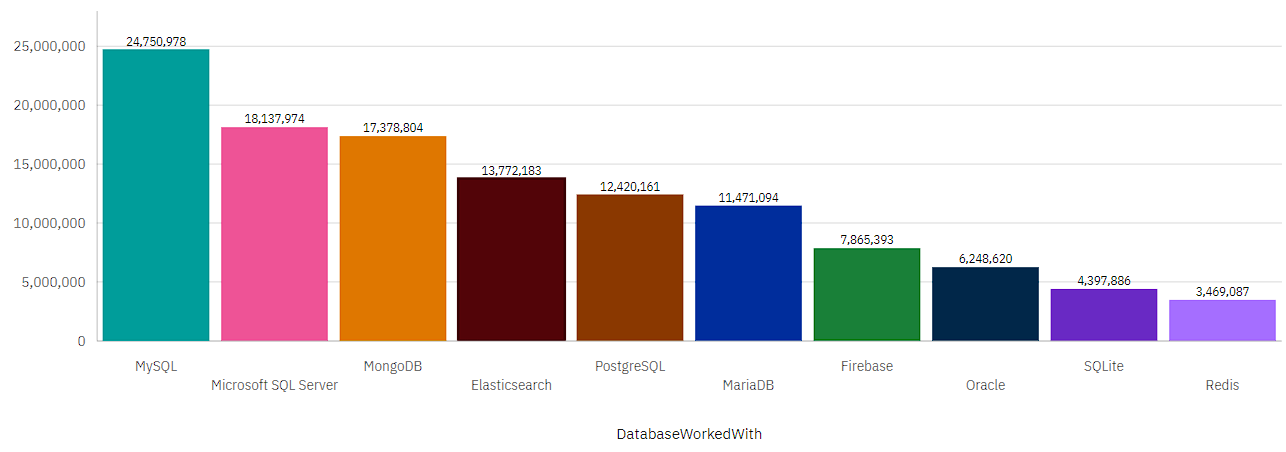 25,000,000
20,000,000
15,000,000
10,000,000
5,000,000
0
24,750,978
18,137,974
17,378,804
13,772,183
12,420,161
11,471,094
7,865,393
6,248,620
4,397,886
3,469,087
MySQL
Microsoft SQL Server
MongoDB
Elasticsearch
PostgreSQL
MariaDB
Firebase
Oracle
SQLite
Redis
DatabaseWorkedWith